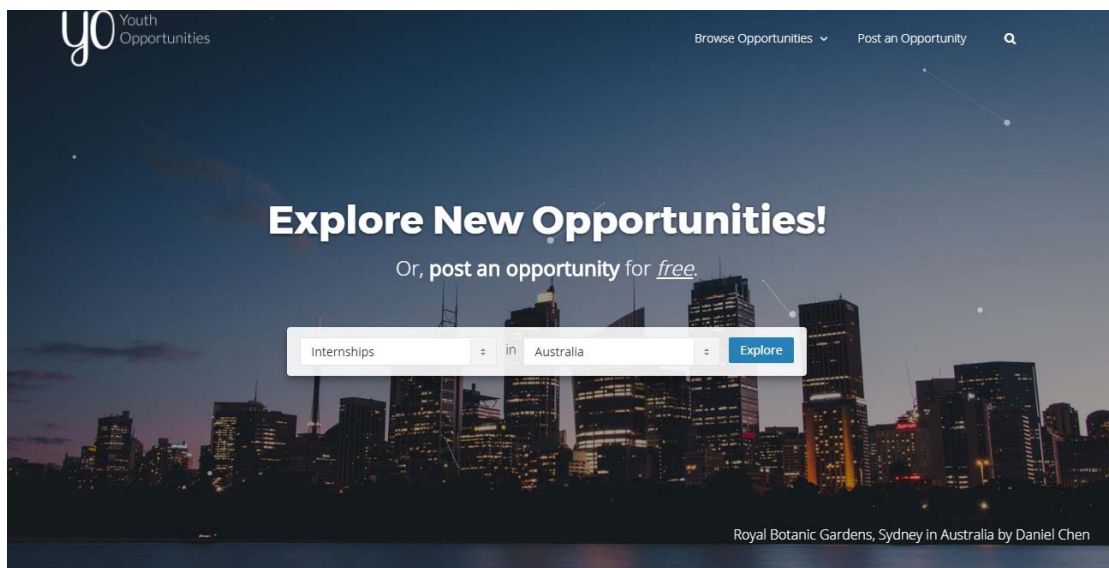 yo Youth
Opportunities
Browse Opportunities
Post an Opportunity
Explore New Opportunities!
Or, post an opportunity for free.
Internships in Australia Explore
Royal Botanic Gardens, Sydney in Australia by Daniel Chen